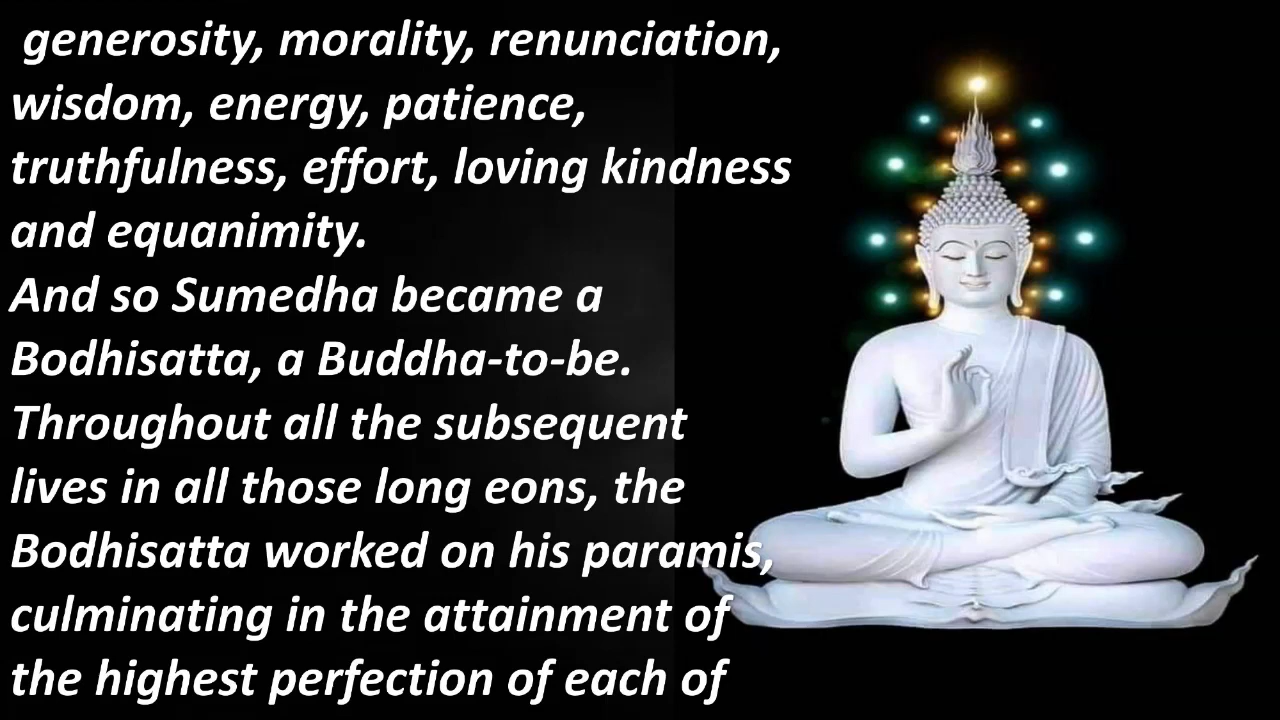 generosity, morality, renunciation,
wisdom, energy, patience,
truthfulness, effort, loving kindness
and equanimity.
And so Sumedha became a
Bodhisatta, a Buddha-to-be.
Throughout all the subsequent
lives in all those long eons, the
Bodhisatta worked on his paramis,
culminating in the attainment of
the highest perfection of each of